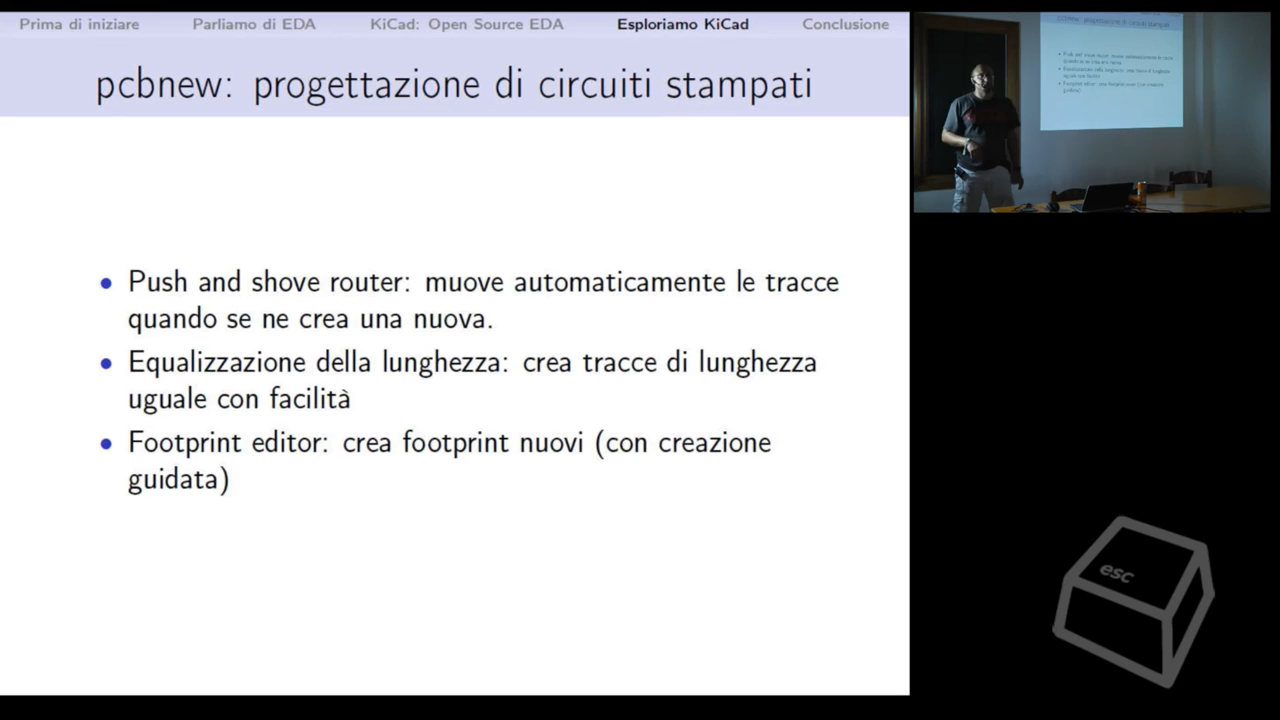 Prima di iniziare
Parliamo di EDA
KiCad: Open Source EDA
Esploriamo KiCad
Conclusione
pcbnew: progettazione di circuiti stampati
• Push and shove router: muove automaticamente le tracce
quando se ne crea una nuova.
• Equalizzazione della lunghezza: crea tracce di lunghezza
uguale con facilità
• Footprint editor: crea footprint nuovi (con creazione
guidata)
esc